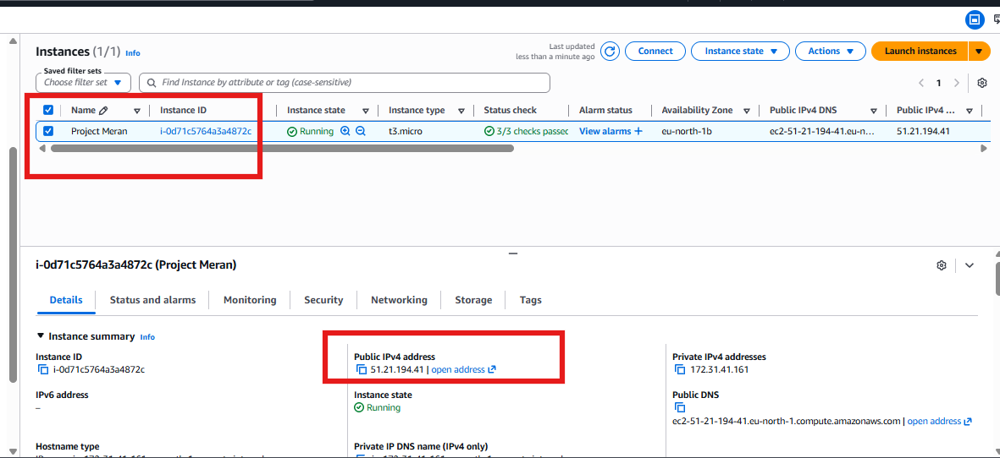 Instances (1/1) Info
Last updated
less than a minute ago
Connect
Instance state
Actions
Launch instances
Saved filter sets
Choose filter set
Find Instance by attribute or tag (case-sensitive)
1
Name Instance ID Instance state Instance type Status check Alarm status Availability Zone Public IPv4 DNS Public IPv4 ...
Project Meran i-0d71c5764a3a4872c Running t3.micro 3/3 checks passed View alarms + eu-north-1b ec2-51-21-194-41.eu-n... 51.21.194.41
i-0d71c5764a3a4872c (Project Meran)
Details Status and alarms Monitoring Security Networking Storage Tags
Instance summary Info
Instance ID
i-0d71c5764a3a4872c
Public IPv4 address
51.21.194.41 | open address
Private IPv4 addresses
172.31.41.161
IPv6 address
–
Instance state
Running
Public DNS
ec2-51-21-194-41.eu-north-1.compute.amazonaws.com | open address
Hostname type
Private IP DNS name (IPv4 only)